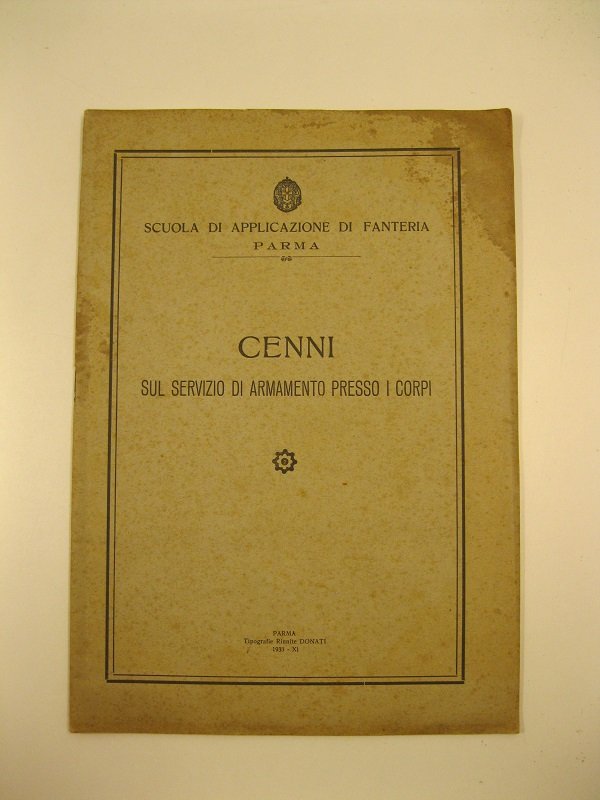 SCUOLA DI APPLICAZIONE DI FANTERIA
PARMA
CENNI
SUL SERVIZIO DI ARMAMENTO PRESSO I CORPI
PARMA
Tipografie Riunite DONATI
1933 - XI